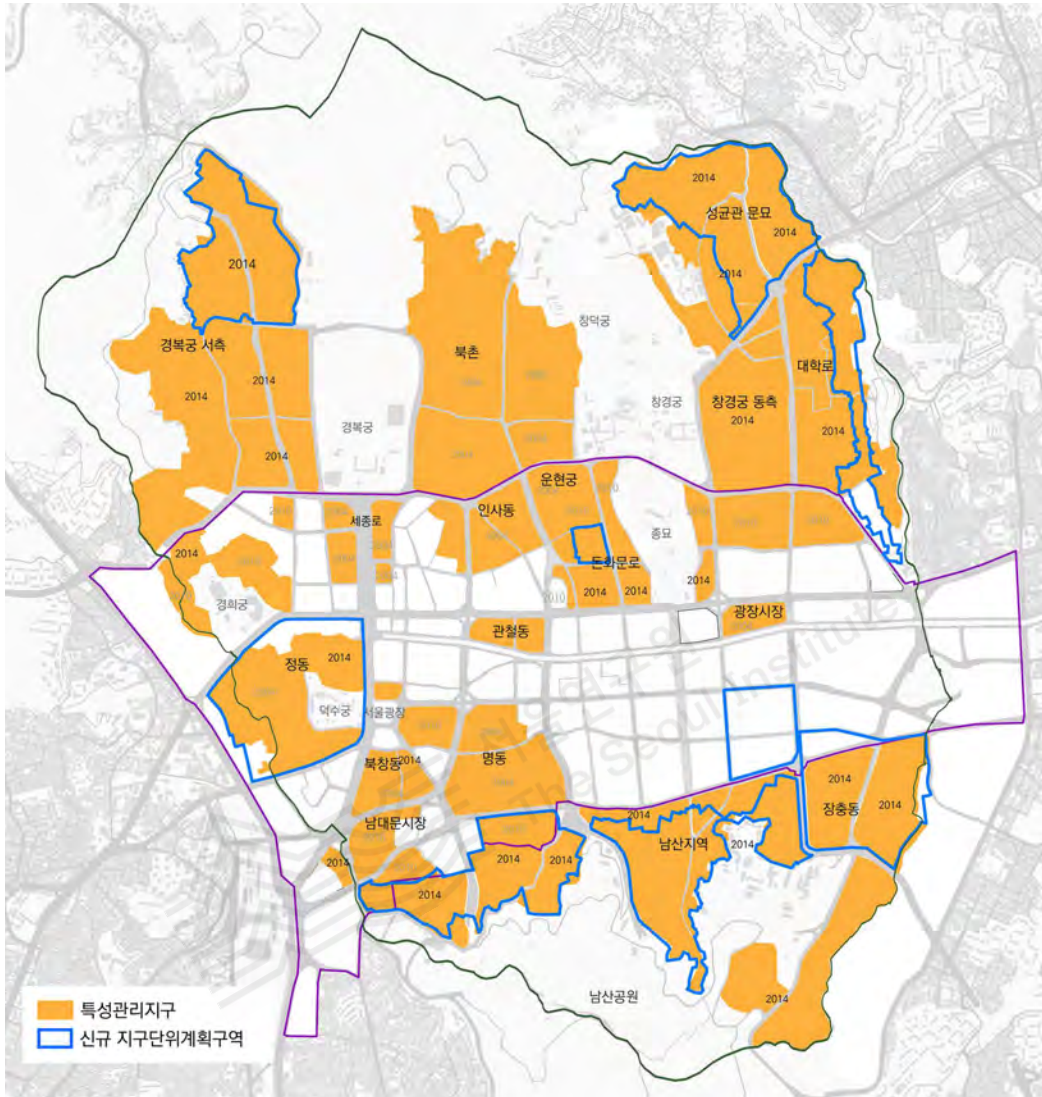 2014
성균관 문묘
2014
2014
2014
창덕궁
경복궁 서측
2014
북촌
대학로
2014
경복궁
창경궁
창경궁 동측
2014
2014
2014
운현궁
인사동
세종로
종묘
2014
돈화문로
2014
2014
2014
2010
경희궁
광장시장
관철동
정동
2014
덕수궁
서울광장
명동
북창동
2014
2014
장충동
2014
남대문시장
2014
남산지역
2014
2014
2014
2014
2014
남산공원
2014
특성관리지구
신규 지구단위계획구역
The Seoul Institute